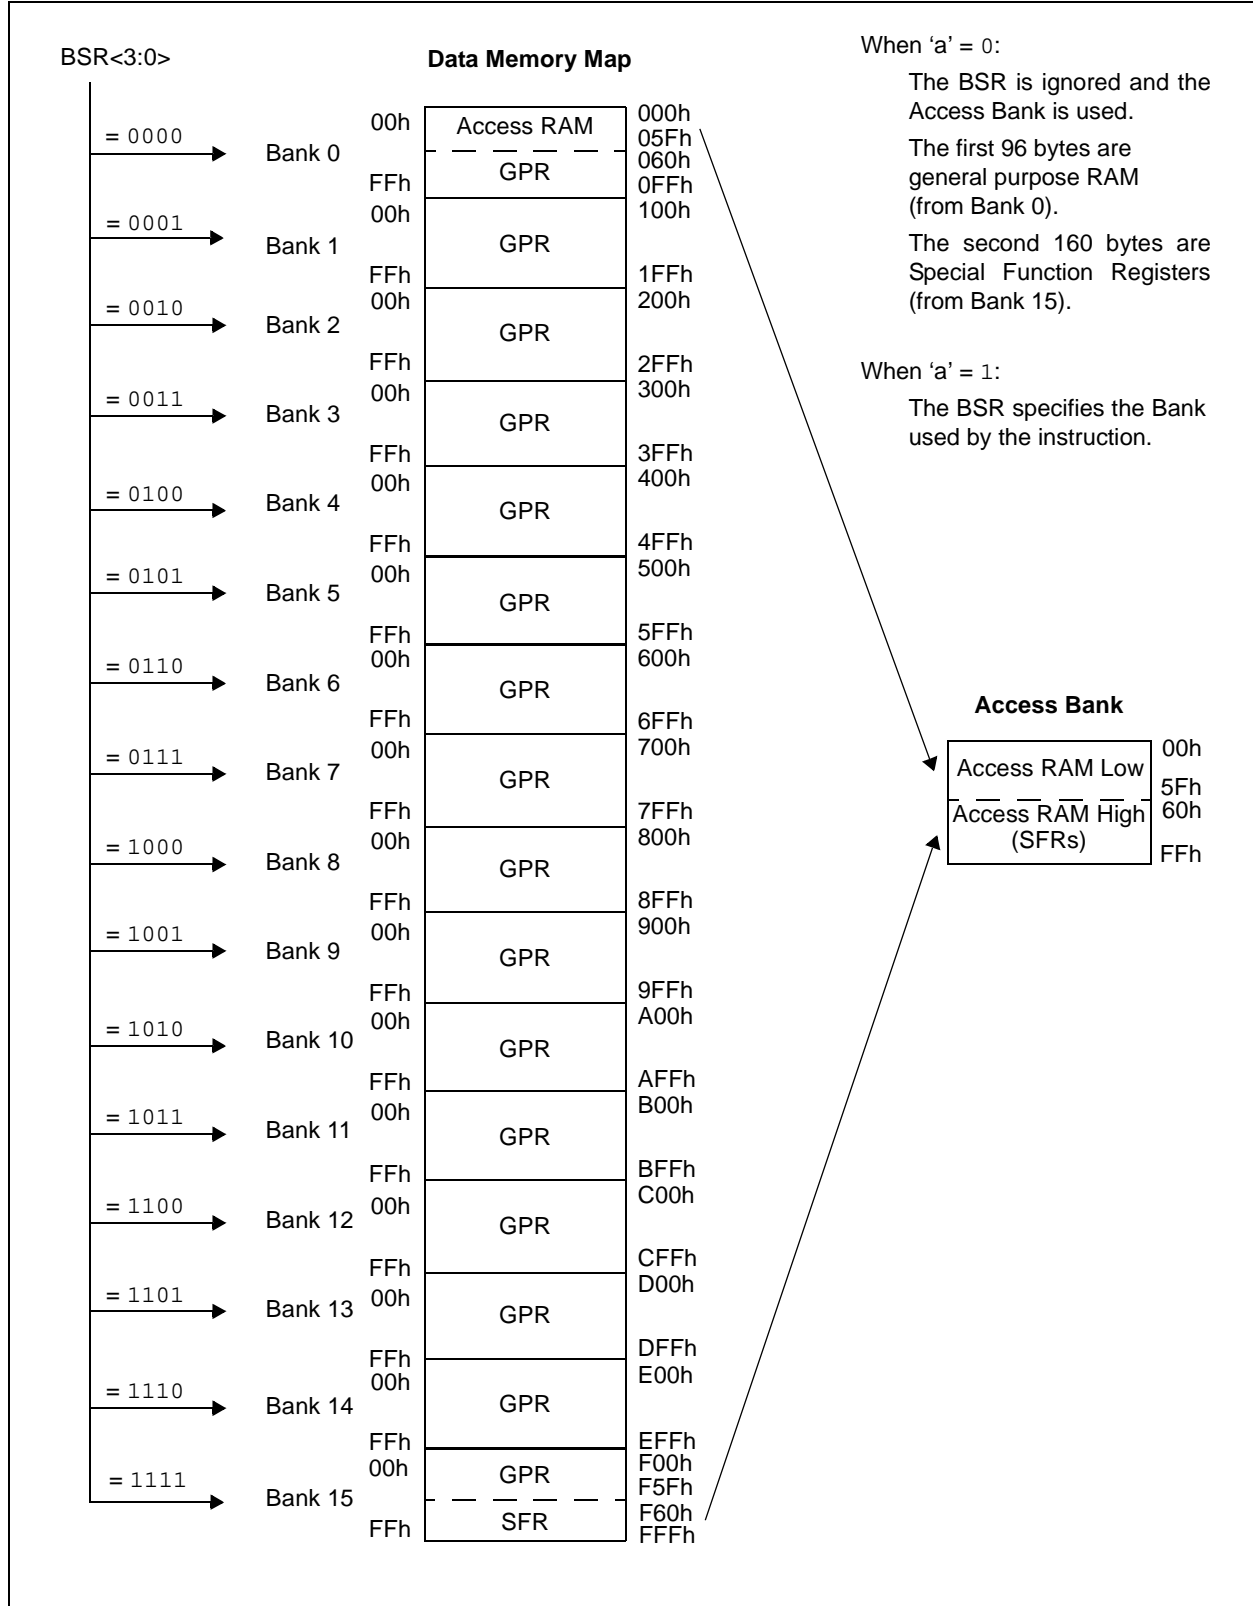 BSR<3:0>
Data Memory Map
When ‘a’ = 0:
The BSR is ignored and the
Access Bank is used.
The first 96 bytes are
general purpose RAM
(from Bank 0).
The second 160 bytes are
Special Function Registers
(from Bank 15).
When ‘a’ = 1:
The BSR specifies the Bank
used by the instruction.
= 0000
Bank 0
00h
Access RAM
000h
05Fh
GPR
060h
FFh
0FFh
= 0001
Bank 1
00h
GPR
100h
FFh
1FFh
= 0010
Bank 2
00h
GPR
200h
FFh
2FFh
= 0011
Bank 3
00h
GPR
300h
FFh
3FFh
= 0100
Bank 4
00h
GPR
400h
FFh
4FFh
= 0101
Bank 5
00h
GPR
500h
FFh
5FFh
= 0110
Bank 6
00h
GPR
600h
FFh
6FFh
= 0111
Bank 7
00h
GPR
700h
FFh
7FFh
= 1000
Bank 8
00h
GPR
800h
FFh
8FFh
= 1001
Bank 9
00h
GPR
900h
FFh
9FFh
= 1010
Bank 10
00h
GPR
A00h
FFh
AFFh
= 1011
Bank 11
00h
GPR
B00h
FFh
BFFh
= 1100
Bank 12
00h
GPR
C00h
FFh
CFFh
= 1101
Bank 13
00h
GPR
D00h
FFh
DFFh
= 1110
Bank 14
00h
GPR
E00h
FFh
EFFh
= 1111
Bank 15
00h
GPR
F00h
F5Fh
SFR
F60h
FFh
FFFh
Access Bank
Access RAM Low
00h
5Fh
Access RAM High
(SFRs)
60h
FFh